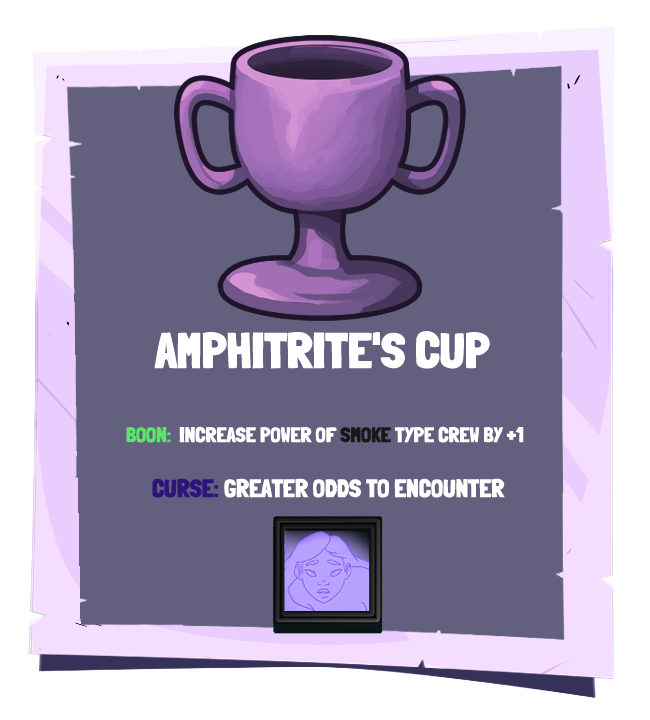 AMPHITRITE'S CUP
BOON: INCREASE POWER OF SMOKE TYPE CREW BY +1
CURSE: GREATER ODDS TO ENCOUNTER